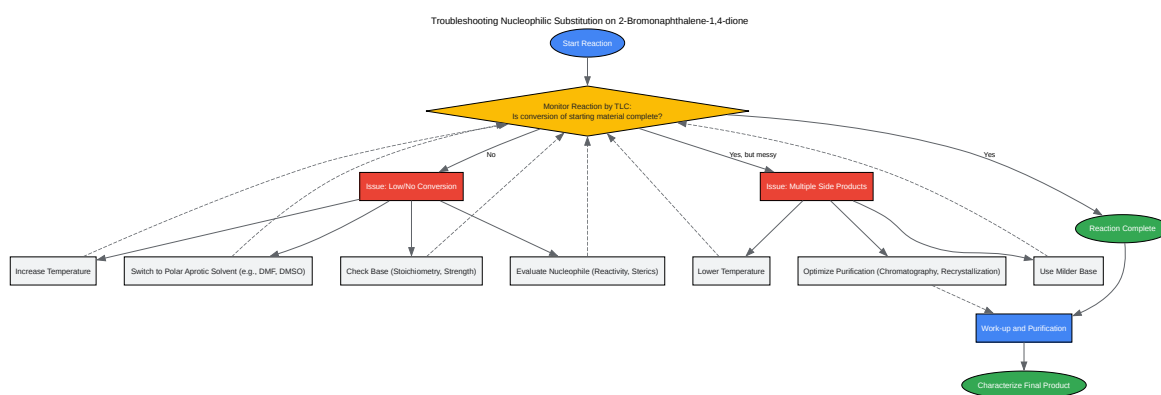 Troubleshooting Nucleophilic Substitution on 2-Bromonaphthalene-1,4-dione
Start Reaction
Monitor Reaction by TLC:
Is conversion of starting material complete?
No
Yes, but messy
Yes
Issue: Low/No Conversion
Issue: Multiple Side Products
Reaction Complete
Increase Temperature
Switch to Polar Aprotic Solvent (e.g., DMF, DMSO)
Check Base (Stoichiometry, Strength)
Evaluate Nucleophile (Reactivity, Sterics)
Lower Temperature
Optimize Purification (Chromatography, Recrystallization)
Use Milder Base
Work-up and Purification
Characterize Final Product